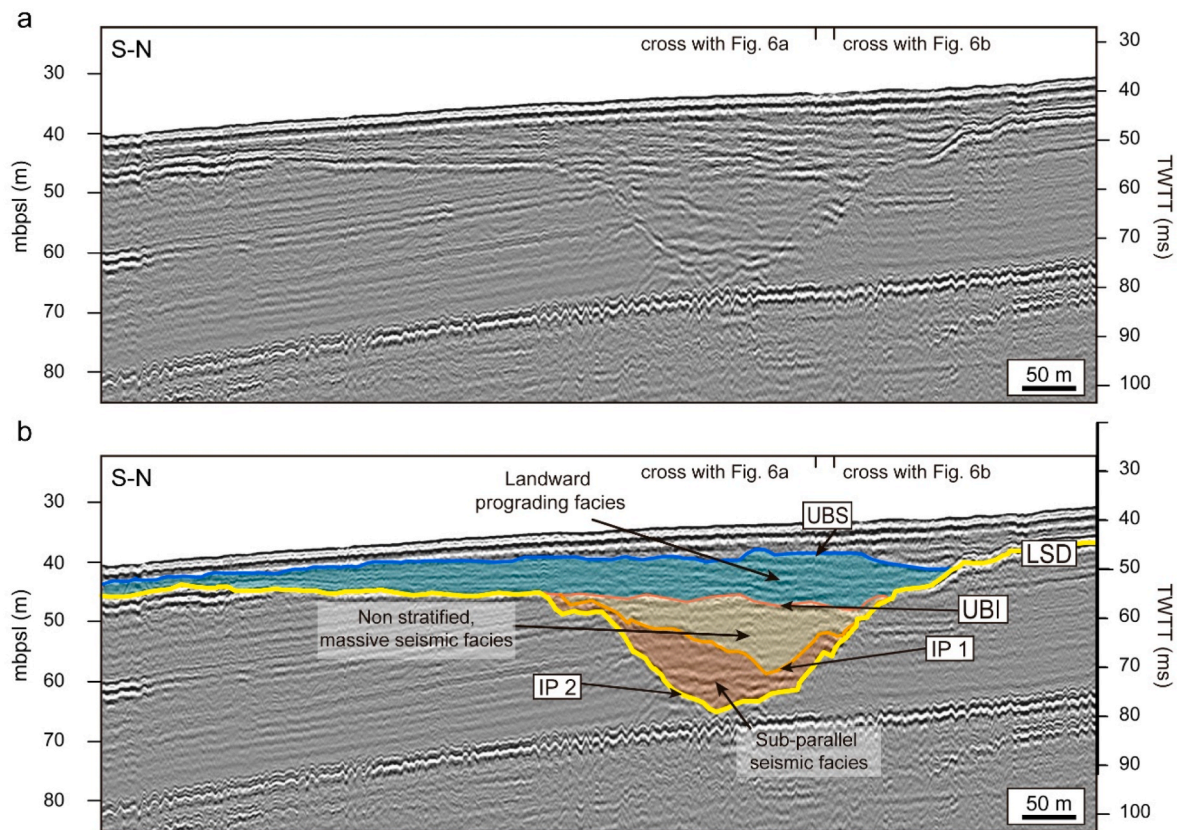 a
S-N
cross with Fig. 6a
cross with Fig. 6b
30
40
50
60
70
80
mbpsl (m)
30
40
50
60
70
80
90
100
TWTT (ms)
50 m
b
S-N
cross with Fig. 6a
cross with Fig. 6b
Landward
prograding facies
UBS
LSD
UBI
Non stratified,
massive seismic facies
IP 1
IP 2
Sub-parallel
seismic facies
30
40
50
60
70
80
mbpsl (m)
30
40
50
60
70
80
90
100
TWTT (ms)
50 m